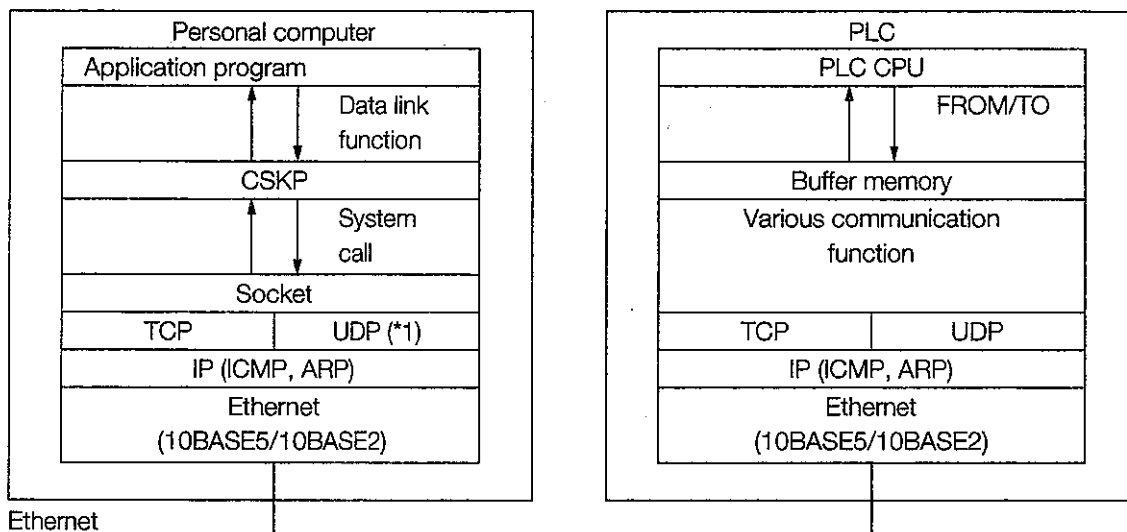 Personal computer
Application program
Data link
function
CSKP
System
call
Socket
TCP UDP (*1)
IP (ICMP, ARP)
Ethernet
(10BASE5/10BASE2)
Ethernet
PLC
PLC CPU
FROM/TO
Buffer memory
Various communication
function
TCP UDP
IP (ICMP, ARP)
Ethernet
(10BASE5/10BASE2)